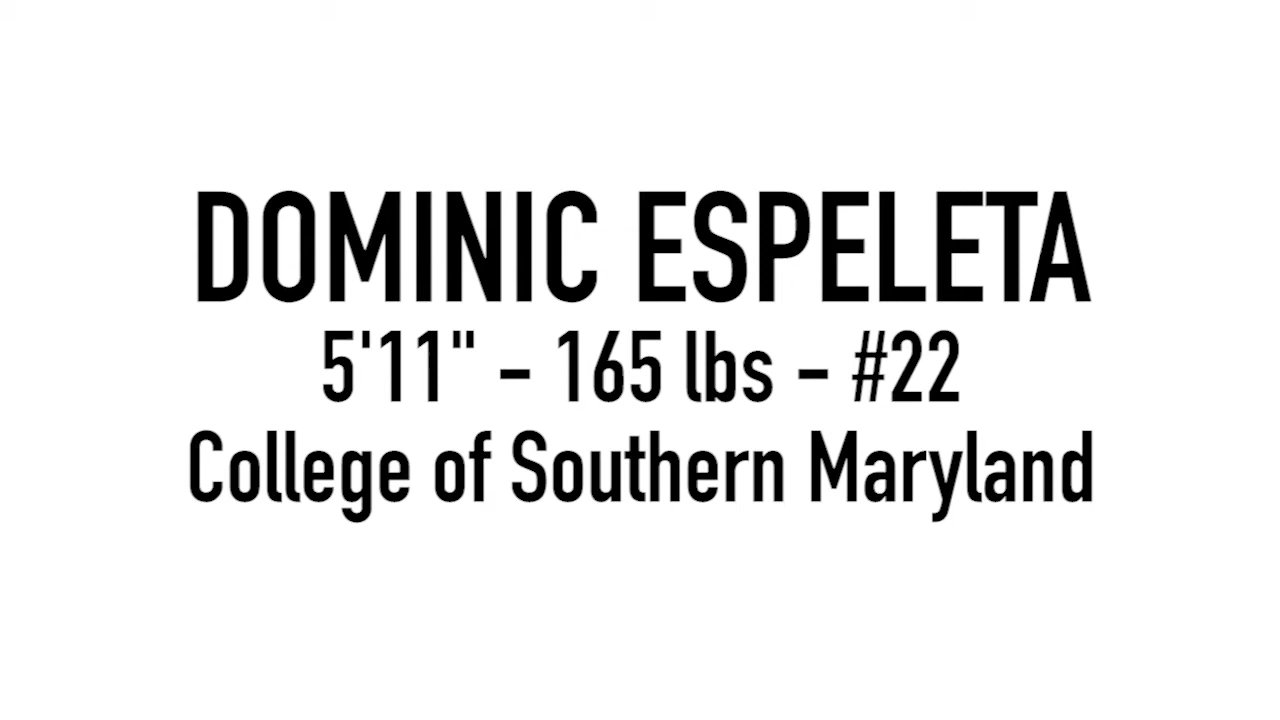 DOMINIC ESPELETA
5'11" - 165 lbs - #22
College of Southern Maryland